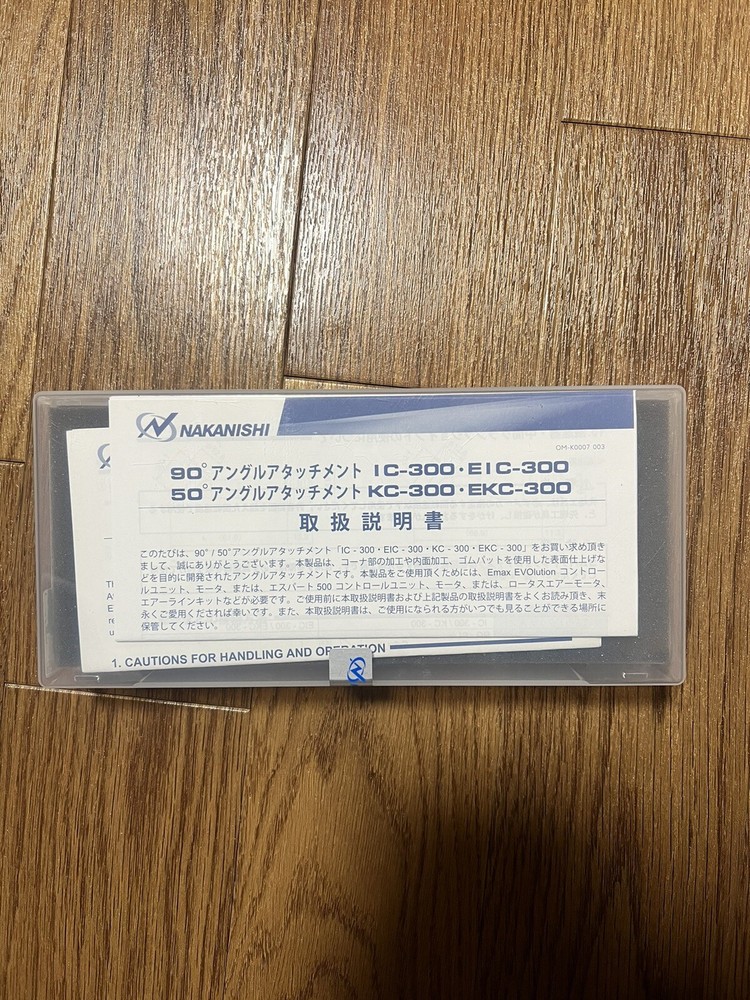 NAKANISHI
OM-K0007 003
90°アングルアタッチメント IC-300・EIC-300
50°アングルアタッチメント KC-300・EKC-300
取扱説明書
このたびは、90°/ 50°アングルアタッチメント「IC - 300・EIC - 300・KC - 300・EKC - 300」をお買い求め頂き
まして、誠にありがとうございます。本製品は、コーナ部の加工や内面加工、ゴムパットを使用した表面仕上げな
どを目的に開発されたアングルアタッチメントです。本製品をご使用頂くためには、Emax EVOlution コントロー
ルユニット、モータ、または、エスパート 500 コントロールユニット、モータ、または、ロータスエアーモータ、
エアーラインキットなどが必要です。ご使用前に本取扱説明書および上記製品の取扱説明書をよくお読み頂き、末
永くご愛用くだされば幸いです。また、本取扱説明書は、ご使用になられる方がいつでも見ることができる場所に
保管してください。
1. CAUTIONS FOR HANDLING AND OPERATION